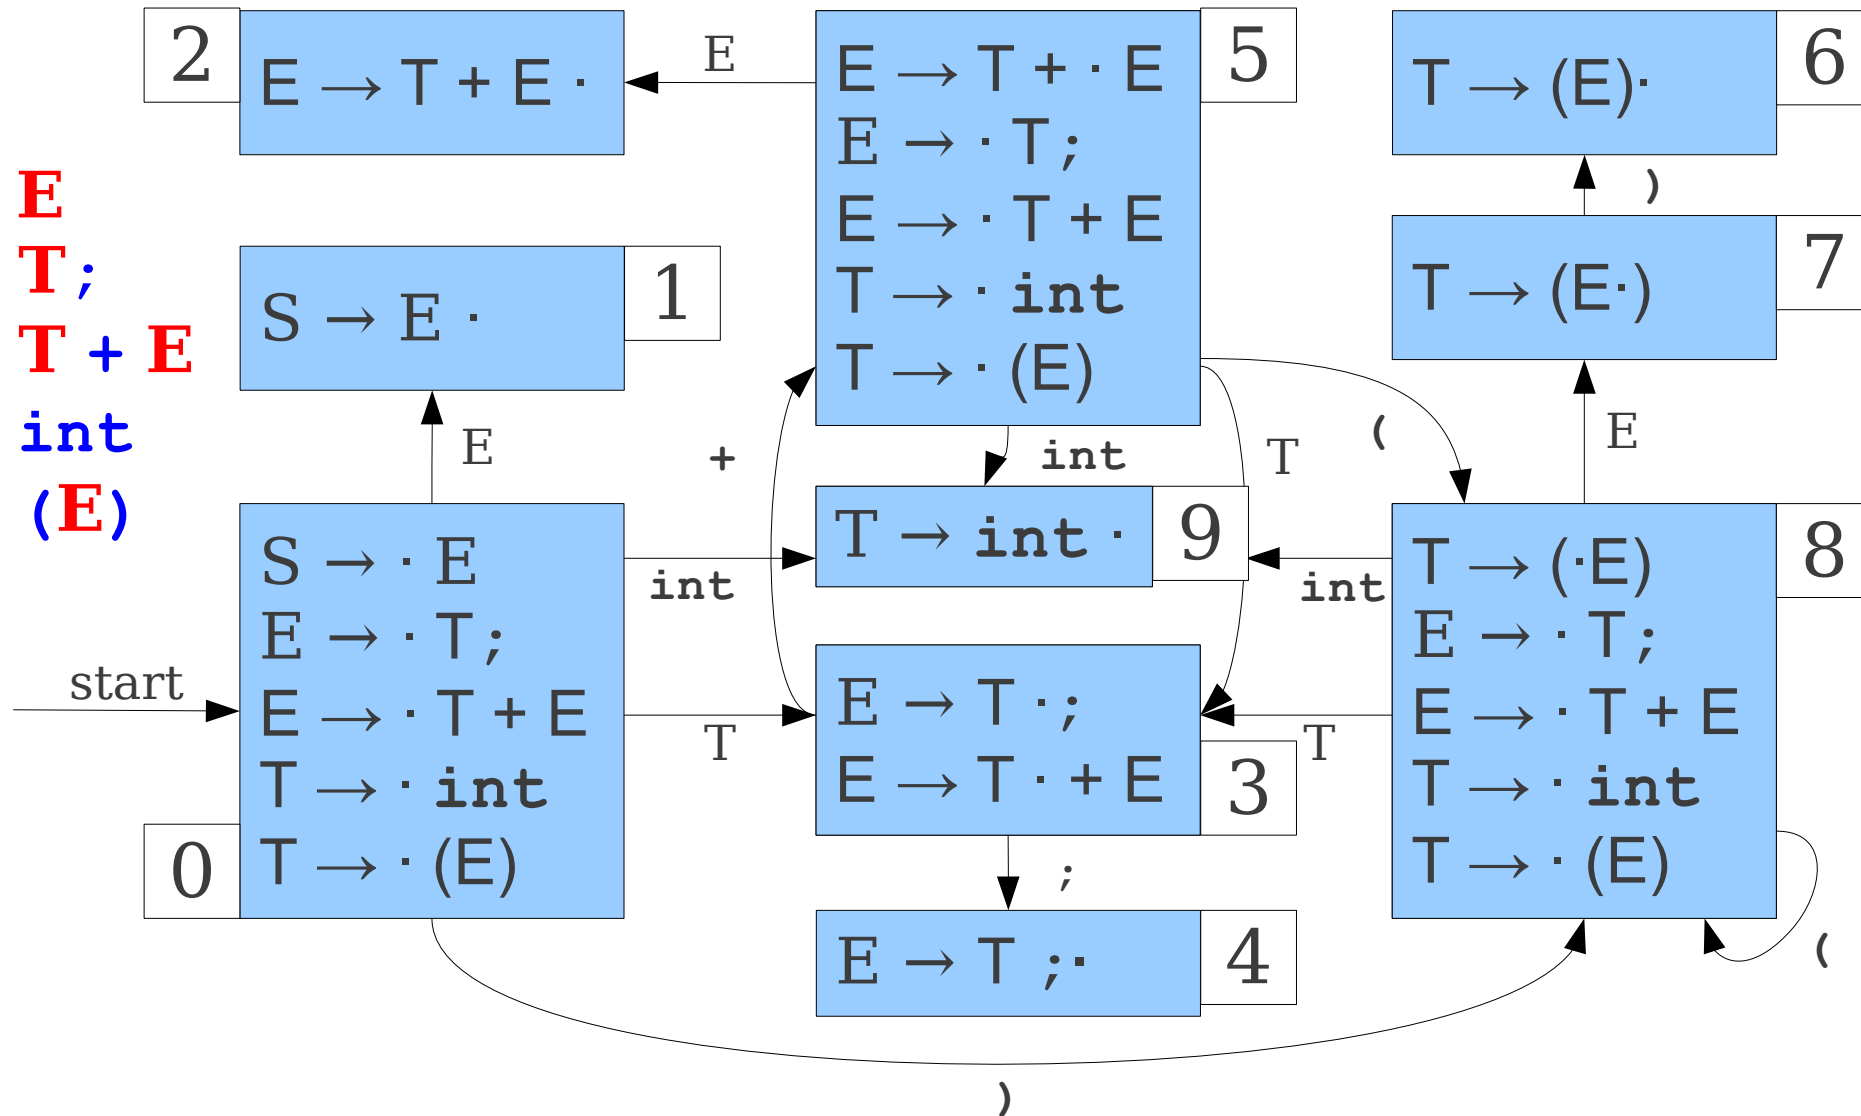 E
T ;
T + E
int
(E)
2
E → T + E ·
E
5
E → T + · E
E → · T ;
E → · T + E
T → · int
T → · (E)
6
T → (E)·
)
7
T → (E·)
1
S → E ·
E
+
int
T
(
E
start
0
S → · E
E → · T ;
E → · T + E
T → · int
T → · (E)
int
T
9
T → int ·
int
T
3
E → T · ;
E → T · + E
;
4
E → T ;·
8
T → (·E)
E → · T ;
E → · T + E
T → · int
T → · (E)
(
)